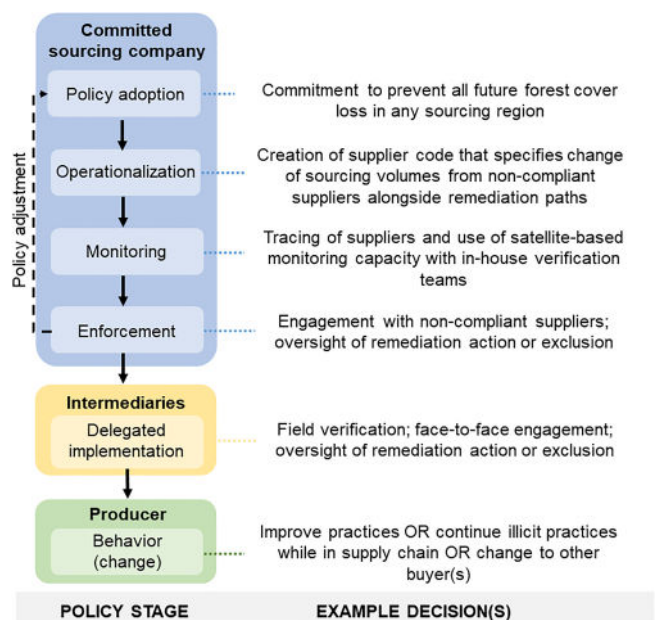 Committed
sourcing company
Policy adoption
Commitment to prevent all future forest cover
loss in any sourcing region
Operationalization
Creation of supplier code that specifies change
of sourcing volumes from non-compliant
suppliers alongside remediation paths
Policy adjustment
Monitoring
Tracing of suppliers and use of satellite-based
monitoring capacity with in-house verification
teams
Enforcement
Engagement with non-compliant suppliers;
oversight of remediation action or exclusion
Intermediaries
Delegated
implementation
Field verification; face-to-face engagement;
oversight of remediation action or exclusion
Producer
Behavior
(change)
Improve practices OR continue illicit practices
while in supply chain OR change to other
buyer(s)
POLICY STAGE
EXAMPLE DECISION(S)